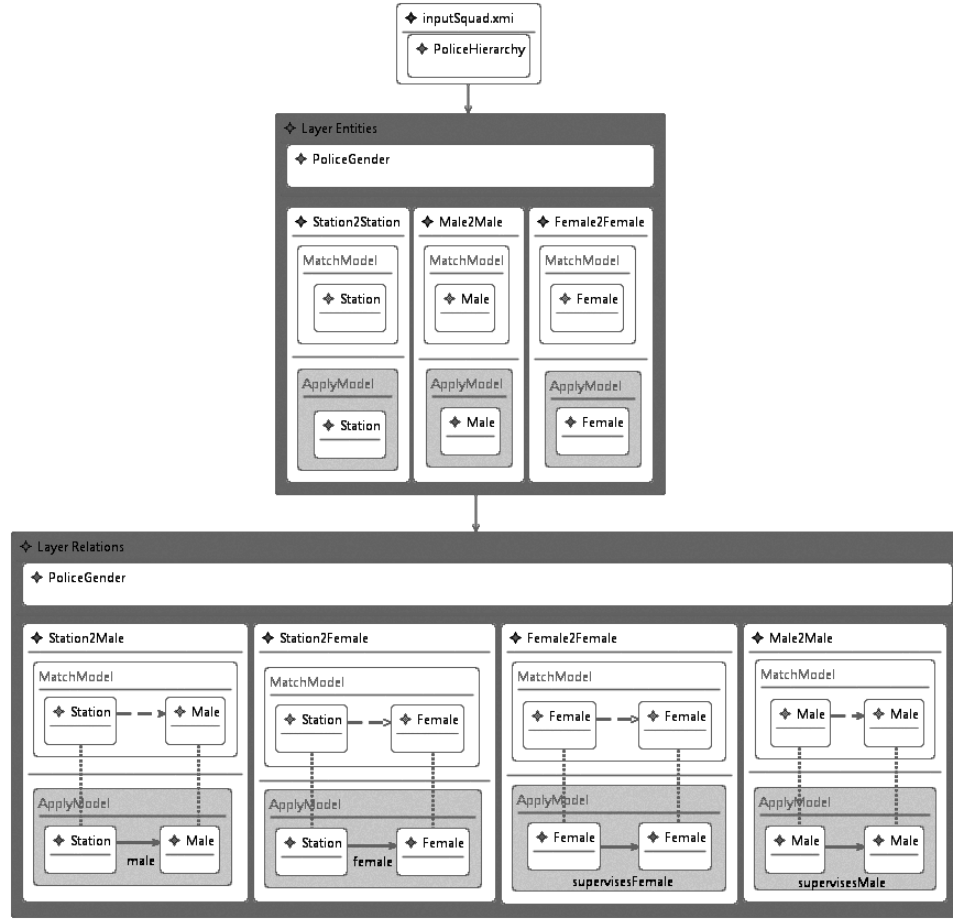 inputSquad.xmi
PoliceHierarchy
Layer Entities
PoliceGender
Station2Station
Male2Male
Female2Female
MatchModel
MatchModel
MatchModel
Station
Male
Female
ApplyModel
ApplyModel
ApplyModel
Station
Male
Female
Layer Relations
PoliceGender
Station2Male
Station2Female
Female2Female
Male2Male
MatchModel
MatchModel
MatchModel
MatchModel
Station
Male
Station
Female
Female
Female
Male
Male
ApplyModel
ApplyModel
ApplyModel
ApplyModel
Station
Male
Station
Female
Female
Female
Male
Male
male
female
supervisesFemale
supervisesMale